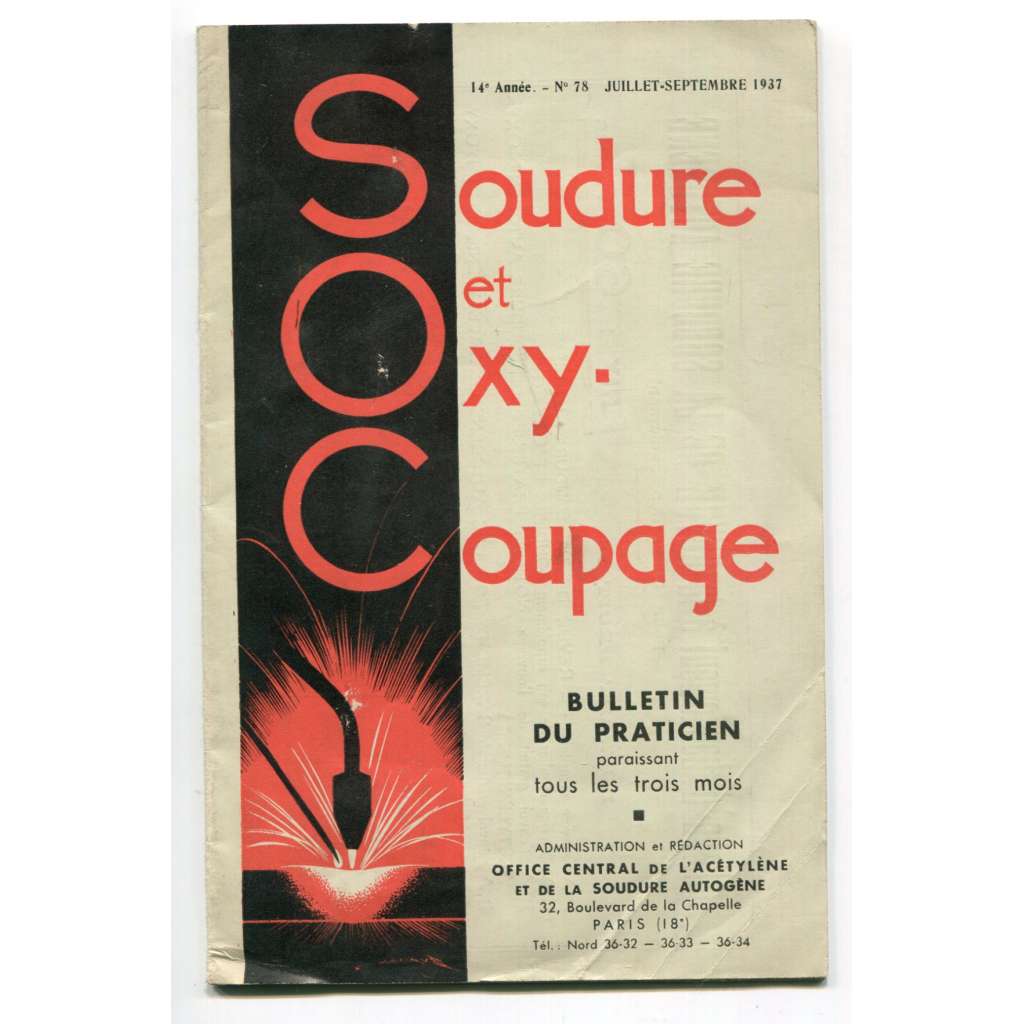 14e Année. - No 78 JUILLET-SEPTEMBRE 1937
Soudure
et
Oxy-
Coupage
BULLETIN
DU PRATICIEN
paraissant
tous les trois mois
ADMINISTRATION et RÉDACTION
OFFICE CENTRAL DE L'ACÉTYLÈNE
ET DE LA SOUDURE AUTOGÈNE
32, Boulevard de la Chapelle
PARIS (18e)
Tél. : Nord 36-32 — 36-33 — 36-34